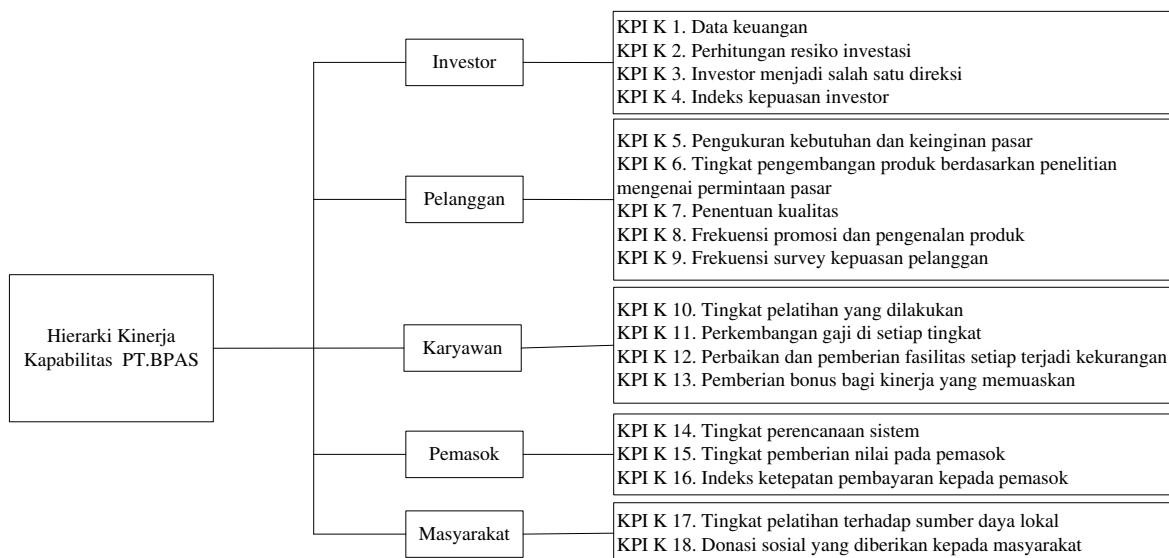 Hierarki Kinerja
Kapabilitas PT.BPAS
Investor
KPI K 1. Data keuangan
KPI K 2. Perhitungan resiko investasi
KPI K 3. Investor menjadi salah satu direksi
KPI K 4. Indeks kepuasan investor
Pelanggan
KPI K 5. Pengukuran kebutuhan dan keinginan pasar
KPI K 6. Tingkat pengembangan produk berdasarkan penelitian
mengenai permintaan pasar
KPI K 7. Penentuan kualitas
KPI K 8. Frekuensi promosi dan pengenalan produk
KPI K 9. Frekuensi survey kepuasan pelanggan
Karyawan
KPI K 10. Tingkat pelatihan yang dilakukan
KPI K 11. Perkembangan gaji di setiap tingkat
KPI K 12. Perbaikan dan pemberian fasilitas setiap terjadi kekurangan
KPI K 13. Pemberian bonus bagi kinerja yang memuaskan
Pemasok
KPI K 14. Tingkat perencanaan sistem
KPI K 15. Tingkat pemberian nilai pada pemasok
KPI K 16. Indeks ketepatan pembayaran kepada pemasok
Masyarakat
KPI K 17. Tingkat pelatihan terhadap sumber daya lokal
KPI K 18. Donasi sosial yang diberikan kepada masyarakat